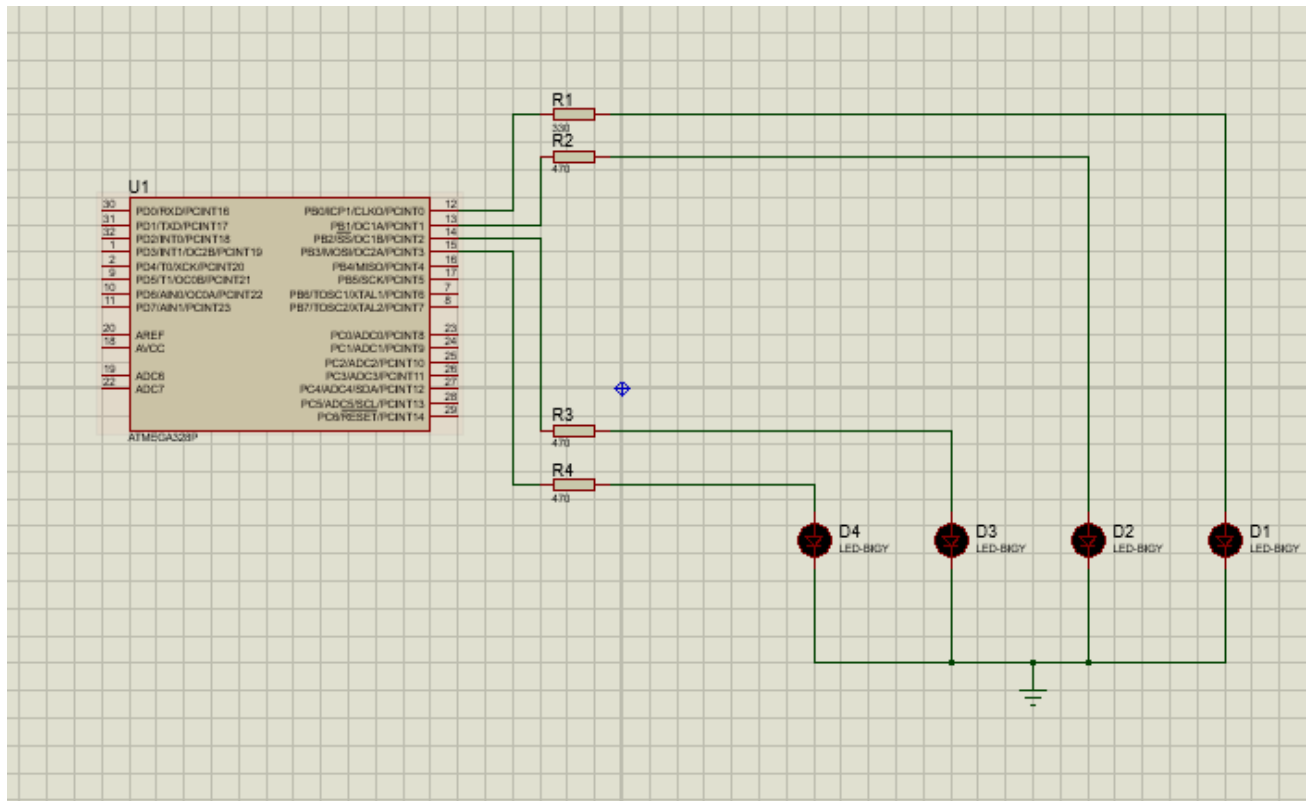 R1
330
R2
470
U1
30 PD0/RXD/PCINT16 PB0/ICP1/CLKO/PCINT0 12
31 PD1/TXD/PCINT17 PB1/OC1A/PCINT1 13
32 PD2/INT0/PCINT18 PB2/SS/OC1B/PCINT2 14
1 PD3/INT1/OC2B/PCINT19 PB3/MOSI/OC2A/PCINT3 15
2 PD4/T0/XCK/PCINT20 PB4/MISO/PCINT4 16
9 PD5/T1/OC0B/PCINT21 PB5/SCK/PCINT5 17
10 PD6/AIN0/OC0A/PCINT22 PB6/TOSC1/XTAL1/PCINT6 7
11 PD7/AIN1/PCINT23 PB7/TOSC2/XTAL2/PCINT7 8
20 AREF PC0/ADC0/PCINT8 23
18 AVCC PC1/ADC1/PCINT9 24
PC2/ADC2/PCINT10 25
19 ADC6 PC3/ADC3/PCINT11 26
22 ADC7 PC4/ADC4/SDA/PCINT12 27
PC5/ADC5/SCL/PCINT13 28
PC6/RESET/PCINT14 29
ATMEGA328P
R3
470
R4
470
D4
LED-BIGY
D3
LED-BIGY
D2
LED-BIGY
D1
LED-BIGY